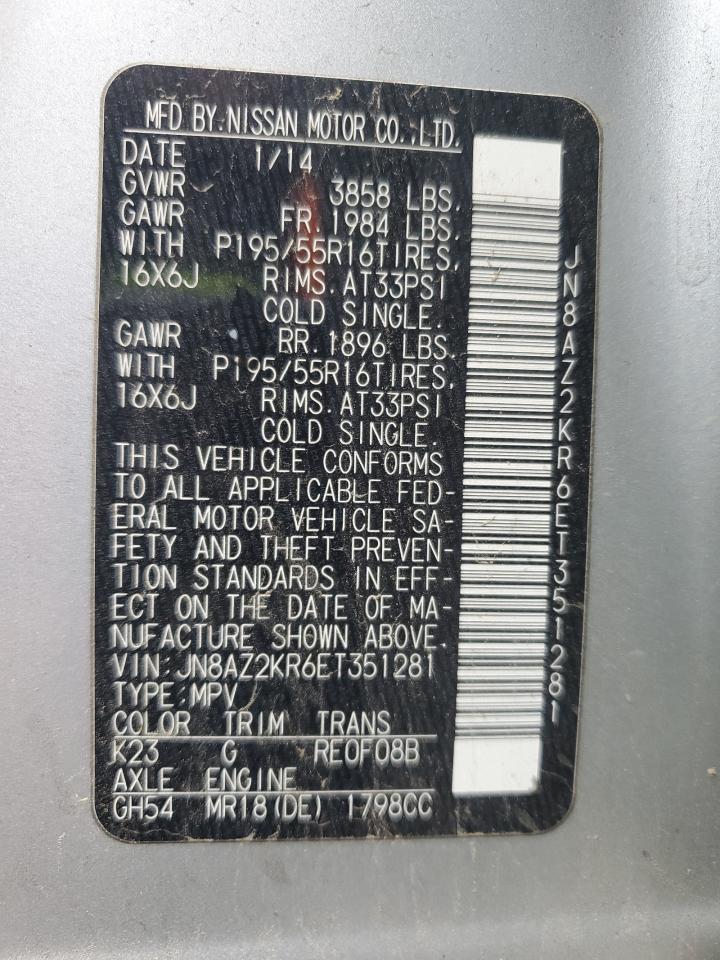 MFD BY.NISSAN MOTOR CO.,LTD.
DATE 1/14
GVWR 3858 LBS.
GAWR FR. 1984 LBS.
WITH P195/55R16TIRES,
16X6J RIMS. AT33PSI
COLD SINGLE.
GAWR RR. 1896 LBS.
WITH P195/55R16TIRES,
16X6J RIMS. AT33PSI
COLD SINGLE.
THIS VEHICLE CONFORMS
TO ALL APPLICABLE FED-
ERAL MOTOR VEHICLE SA-
FETY AND THEFT PREVEN-
TION STANDARDS IN EFF-
ECT ON THE DATE OF MA-
NUFACTURE SHOWN ABOVE.
VIN:JN8AZ2KR6ET351281
TYPE:MPV
COLOR TRIM TRANS
K23 G RE0F08B
AXLE ENGINE
GH54 MR18(DE) 1798CC
JN8AZ2KR6ET351281